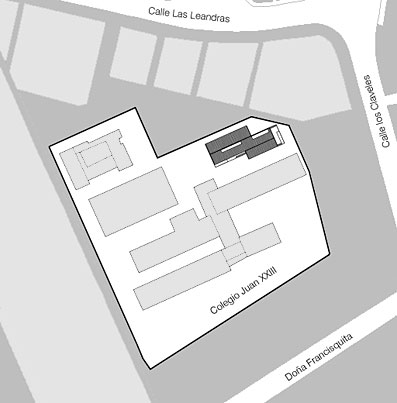 Calle Las Leandras
Calle los Claveles
Colegio Juan XXIII
Doña Francisquita